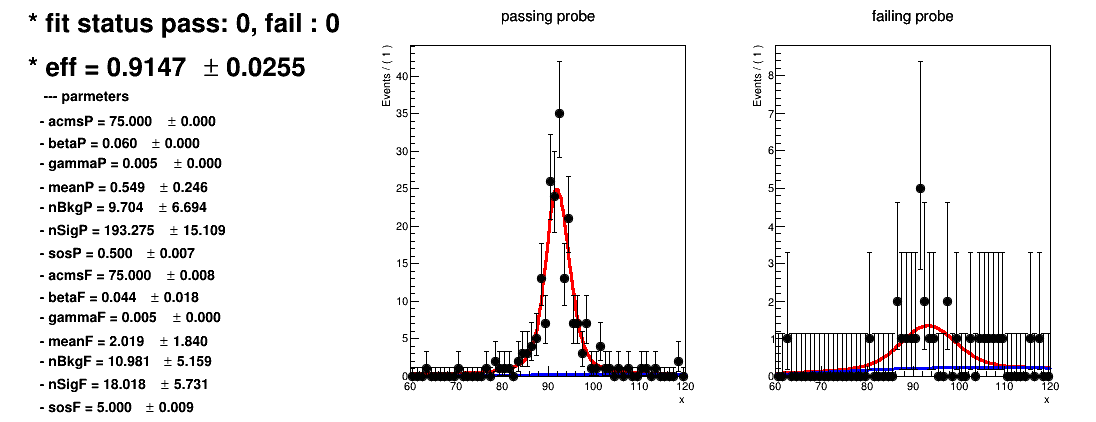 * fit status pass: 0, fail : 0
* eff = 0.9147 ± 0.0255
--- parmeters
- acmsP = 75.000 ± 0.000
- betaP = 0.060 ± 0.000
- gammaP = 0.005 ± 0.000
- meanP = 0.549 ± 0.246
- nBkgP = 9.704 ± 6.694
- nSigP = 193.275 ± 15.109
- sosP = 0.500 ± 0.007
- acmsF = 75.000 ± 0.008
- betaF = 0.044 ± 0.018
- gammaF = 0.005 ± 0.000
- meanF = 2.019 ± 1.840
- nBkgF = 10.981 ± 5.159
- nSigF = 18.018 ± 5.731
- sosF = 5.000 ± 0.009
passing probe
Events / ( 1 )
40
35
30
25
20
15
10
5
0
60 70 80 90 100 110 120
x
failing probe
Events / ( 1 )
8
7
6
5
4
3
2
1
0
60 70 80 90 100 110 120
x